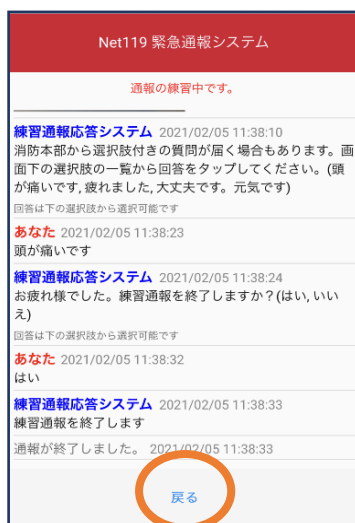 Net119 緊急通報システム
通報の練習中です。
練習通報応答システム 2021/02/05 11:38:10
消防本部から選択肢付きの質問が届く場合もあります。画
面下の選択肢の一覧から回答をタップしてください。(頭
が痛いです, 疲れました, 大丈夫です。元気です)
回答は下の選択肢から選択可能です
あなた 2021/02/05 11:38:23
頭が痛いです
練習通報応答システム 2021/02/05 11:38:24
お疲れ様でした。練習通報を終了しますか？(はい, いい
え)
回答は下の選択肢から選択可能です
あなた 2021/02/05 11:38:32
はい
練習通報応答システム 2021/02/05 11:38:33
練習通報を終了します
通報が終了しました。 2021/02/05 11:38:33
戻る